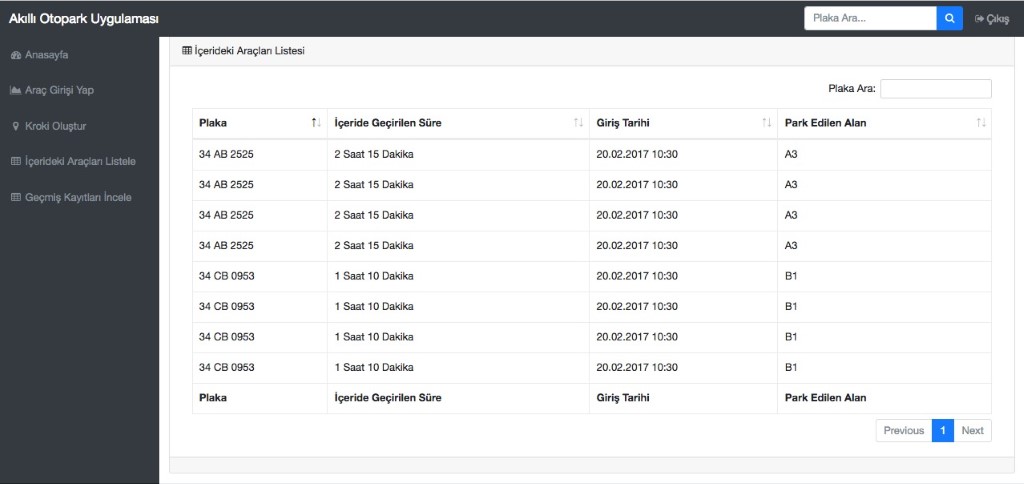 Akıllı Otopark Uygulaması
Plaka Ara...
Çıkış
Anasayfa
Araç Girişi Yap
Kroki Oluştur
İçerideki Araçları Listele
Geçmiş Kayıtları İncele
İçerideki Araçları Listesi
Plaka Ara:
Plaka İçeride Geçirilen Süre Giriş Tarihi Park Edilen Alan
34 AB 2525 2 Saat 15 Dakika 20.02.2017 10:30 A3
34 AB 2525 2 Saat 15 Dakika 20.02.2017 10:30 A3
34 AB 2525 2 Saat 15 Dakika 20.02.2017 10:30 A3
34 AB 2525 2 Saat 15 Dakika 20.02.2017 10:30 A3
34 CB 0953 1 Saat 10 Dakika 20.02.2017 10:30 B1
34 CB 0953 1 Saat 10 Dakika 20.02.2017 10:30 B1
34 CB 0953 1 Saat 10 Dakika 20.02.2017 10:30 B1
34 CB 0953 1 Saat 10 Dakika 20.02.2017 10:30 B1
Plaka İçeride Geçirilen Süre Giriş Tarihi Park Edilen Alan
Previous 1 Next